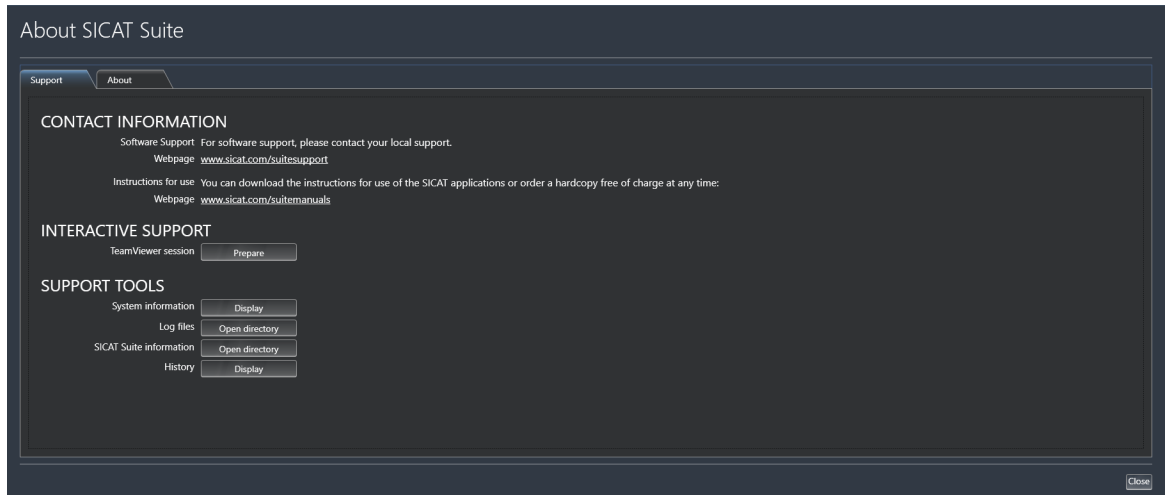 About SICAT Suite
Support
About
CONTACT INFORMATION
Software Support For software support, please contact your local support.
Webpage www.sicat.com/suitesupport
Instructions for use You can download the instructions for use of the SICAT applications or order a hardcopy free of charge at any time:
Webpage www.sicat.com/suitemanuals
INTERACTIVE SUPPORT
TeamViewer session Prepare
SUPPORT TOOLS
System information Display
Log files Open directory
SICAT Suite information Open directory
History Display
Close